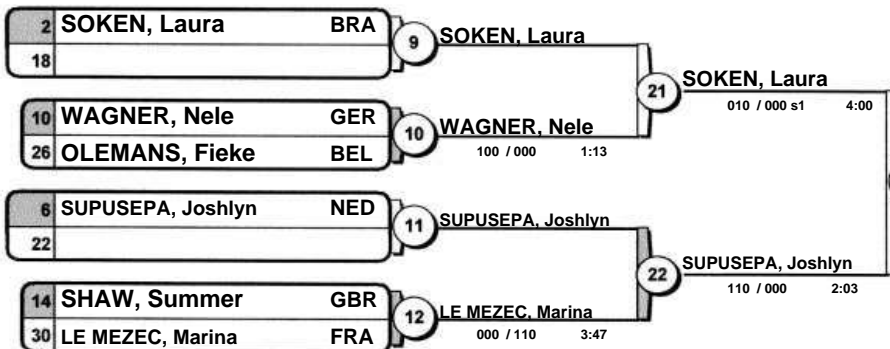 2 SOKEN, Laura BRA
18
9
SOKEN, Laura
10 WAGNER, Nele GER
26 OLEMANS, Fieke BEL
10
WAGNER, Nele
100 / 000 1:13
21
SOKEN, Laura
010 / 000 s1 4:00
6 SUPUSEPA, Joshlyn NED
22
11
SUPUSEPA, Joshlyn
14 SHAW, Summer GBR
30 LE MEZEC, Marina FRA
12
LE MEZEC, Marina
000 / 110 3:47
22
SUPUSEPA, Joshlyn
110 / 000 2:03